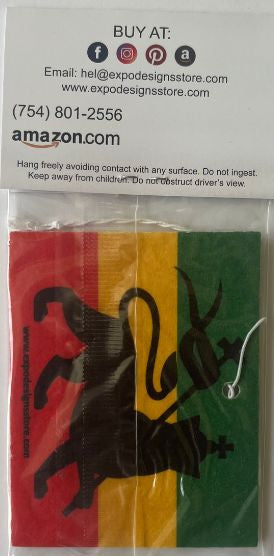 BUY AT:
Email: hel@expodesignsstore.com
www.expodesignsstore.com
(754) 801-2556
amazon.com
Hang freely avoiding contact with any surface. Do not ingest.
Keep away from children. Do not obstruct driver's view.
www.expodesignsstore.com